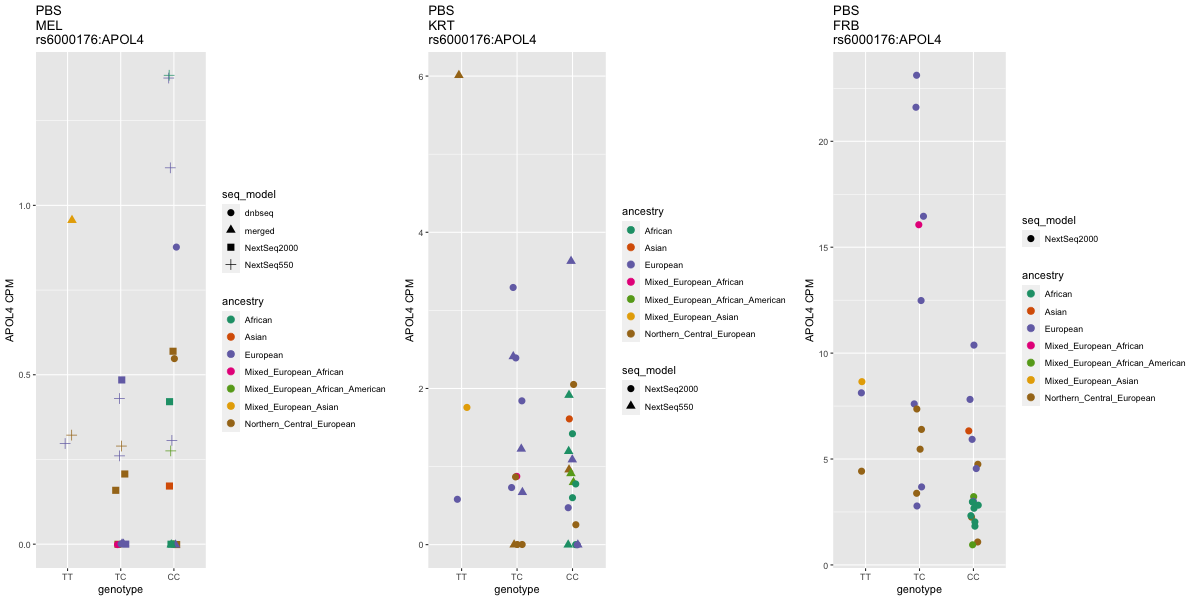 PBS
MEL
rs6000176:APOL4
APOL4 CPM
1.0
0.5
0.0
TT
TC
CC
genotype
seq_model
dnbseq
merged
NextSeq2000
NextSeq550
ancestry
African
Asian
European
Mixed_European_African
Mixed_European_African_American
Mixed_European_Asian
Northern_Central_European
PBS
KRT
rs6000176:APOL4
APOL4 CPM
6
4
2
0
TT
TC
CC
genotype
ancestry
African
Asian
European
Mixed_European_African
Mixed_European_African_American
Mixed_European_Asian
Northern_Central_European
seq_model
NextSeq2000
NextSeq550
PBS
FRB
rs6000176:APOL4
APOL4 CPM
20
15
10
5
0
TT
TC
CC
genotype
seq_model
NextSeq2000
ancestry
African
Asian
European
Mixed_European_African
Mixed_European_African_American
Mixed_European_Asian
Northern_Central_European